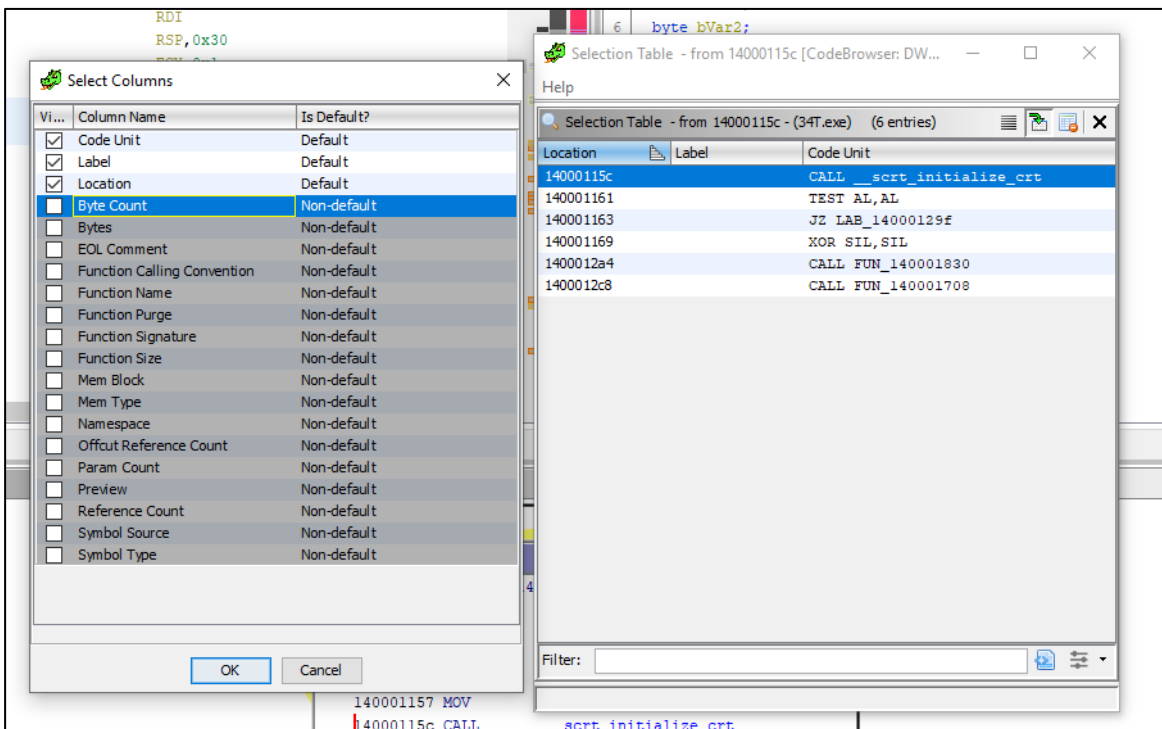 RDI
RSP,0x30
6 byte bVar2;
Select Columns
Vi... Column Name Is Default?
Code Unit Default
Label Default
Location Default
Byte Count Non-default
Bytes Non-default
EOL Comment Non-default
Function Calling Convention Non-default
Function Name Non-default
Function Purge Non-default
Function Signature Non-default
Function Size Non-default
Mem Block Non-default
Mem Type Non-default
Namespace Non-default
Offcut Reference Count Non-default
Param Count Non-default
Preview Non-default
Reference Count Non-default
Symbol Source Non-default
Symbol Type Non-default
OK Cancel
Selection Table - from 14000115c [CodeBrowser: DW...
Help
Selection Table - from 14000115c - (34T.exe) (6 entries)
Location Label Code Unit
14000115c CALL __scrt_initialize_crt
140001161 TEST AL,AL
140001163 JZ LAB_14000129f
140001169 XOR SIL,SIL
1400012a4 CALL FUN_140001830
1400012c8 CALL FUN_140001708
Filter:
140001157 MOV
14000115c CALL scrt initialize crt